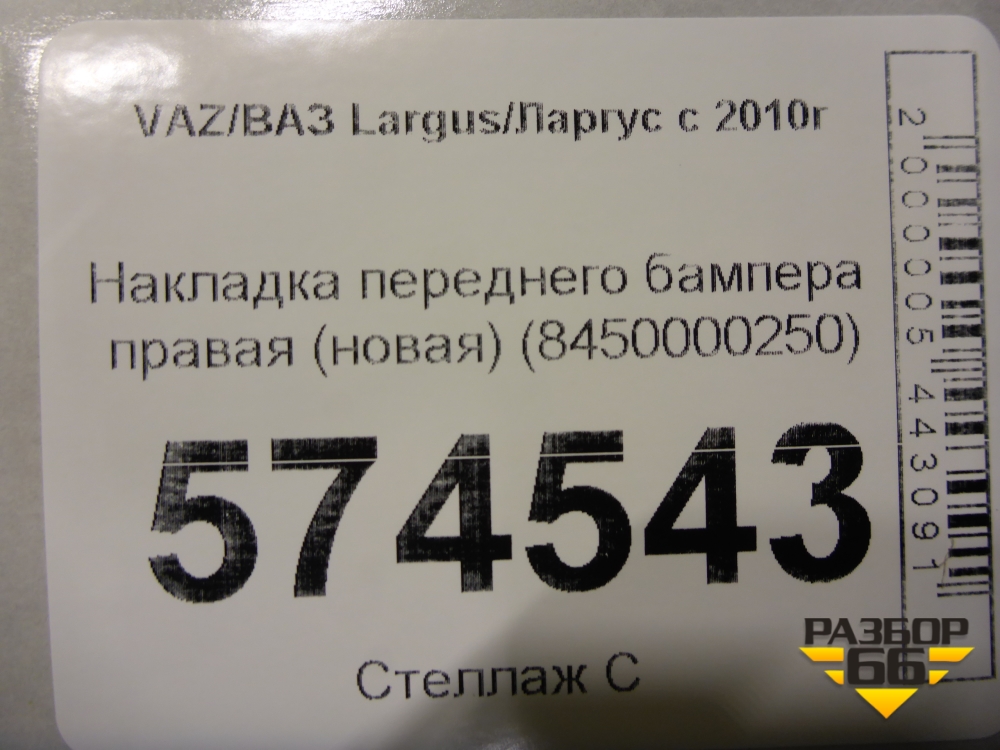 VAZ/ВАЗ Largus/Ларгус с 2010г
Накладка переднего бампера
правая (новая) (8450000250)
574543
Стеллаж С
2000005443091
РАЗБОР
66